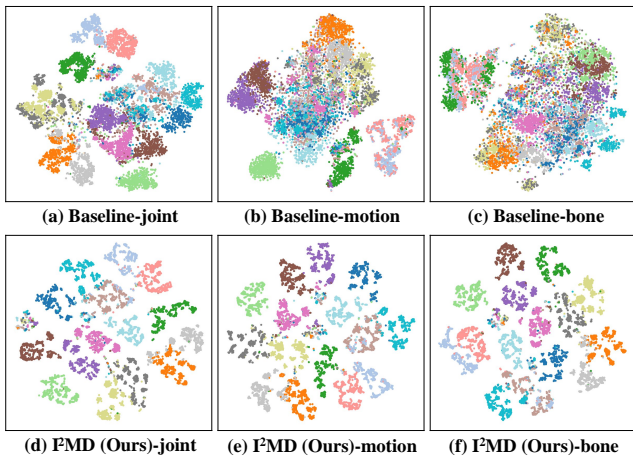 (a) Baseline-joint
(b) Baseline-motion
(c) Baseline-bone
(d) I²MD (Ours)-joint
(e) I²MD (Ours)-motion
(f) I²MD (Ours)-bone